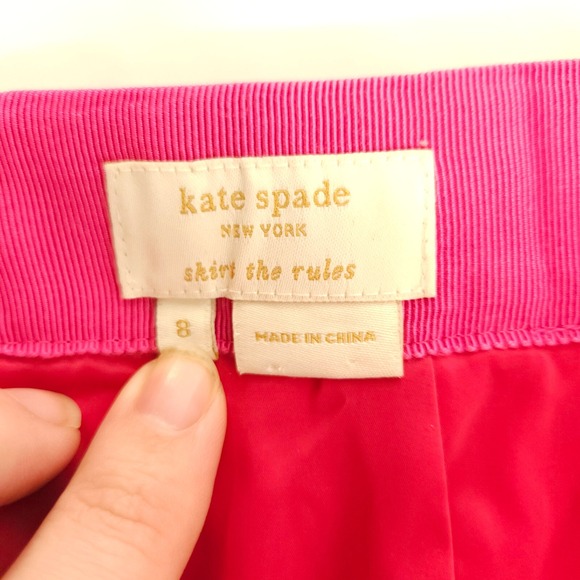 kate spade
NEW YORK
skirt the rules
8
MADE IN CHINA